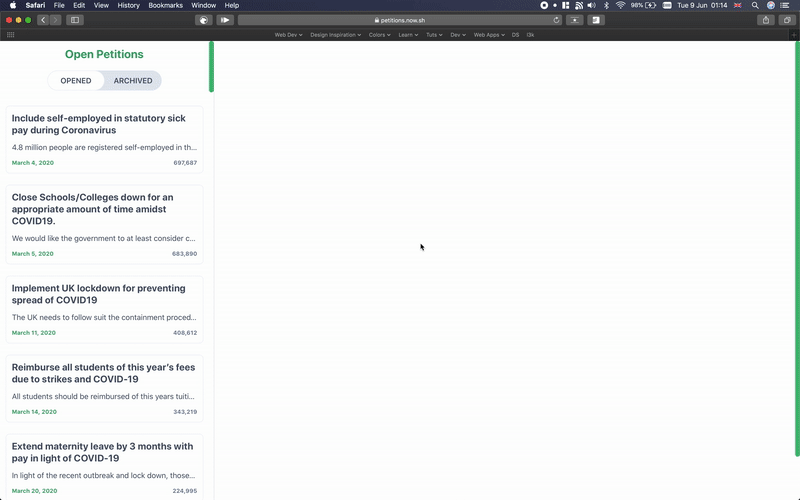 Safari File Edit View History Bookmarks Window Help
98% Tue 9 Jun 01:14
petitions.now.sh
Web Dev Design Inspiration Colors Learn Tuts Dev Web Apps DS i3k
Open Petitions
OPENED ARCHIVED
Include self-employed in statutory sick
pay during Coronavirus
4.8 million people are registered self-employed in th...
March 4, 2020 697,687
Close Schools/Colleges down for an
appropriate amount of time amidst
COVID19.
We would like the government to at least consider c...
March 5, 2020 683,890
Implement UK lockdown for preventing
spread of COVID19
The UK needs to follow suit the containment proced...
March 11, 2020 408,612
Reimburse all students of this year's fees
due to strikes and COVID-19
All students should be reimbursed of this years tuiti...
March 14, 2020 343,219
Extend maternity leave by 3 months with
pay in light of COVID-19
In light of the recent outbreak and lock down, those...
March 20, 2020 224,995